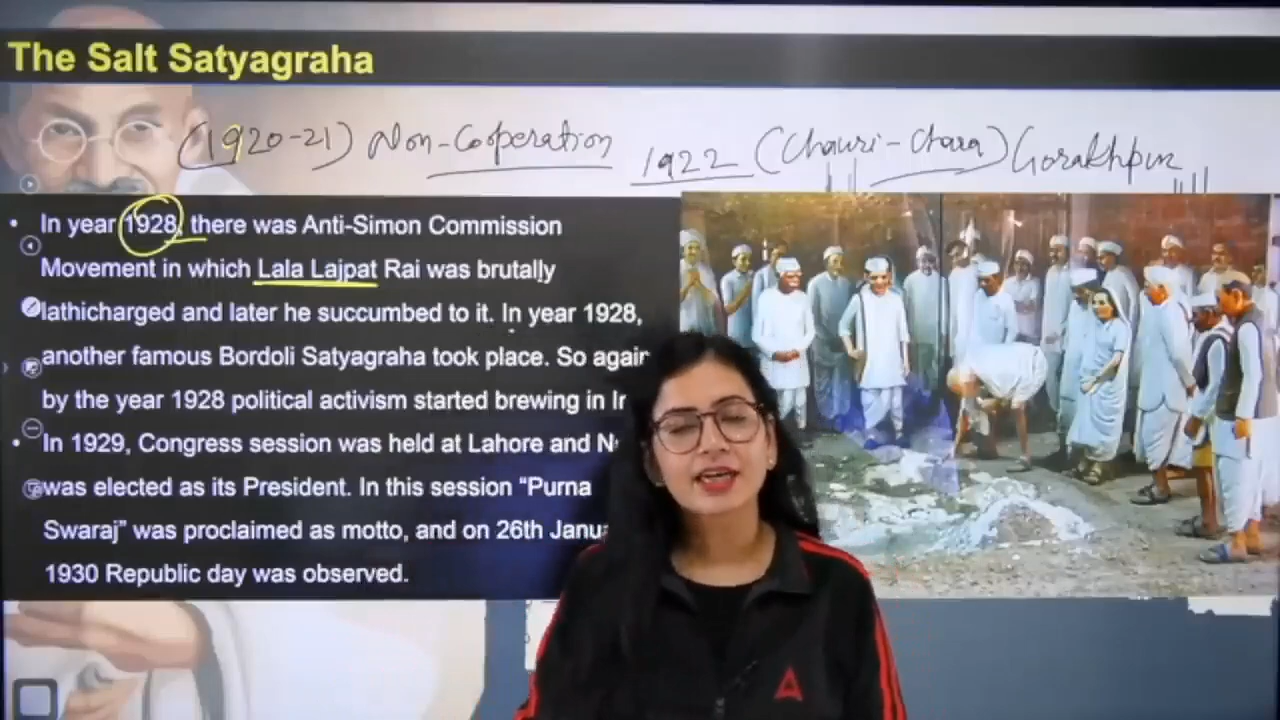 The Salt Satyagraha
(1920-21) Non-Cooperation 1922 (Chauri-Chara) Gorakhpur
• In year 1928, there was Anti-Simon Commission
Movement in which Lala Lajpat Rai was brutally
lathicharged and later he succumbed to it. In year 1928,
another famous Bordoli Satyagraha took place. So again
by the year 1928 political activism started brewing in
• In 1929, Congress session was held at Lahore and
was elected as its President. In this session “Purna
Swaraj” was proclaimed as motto, and on 26th
1930 Republic day was observed.